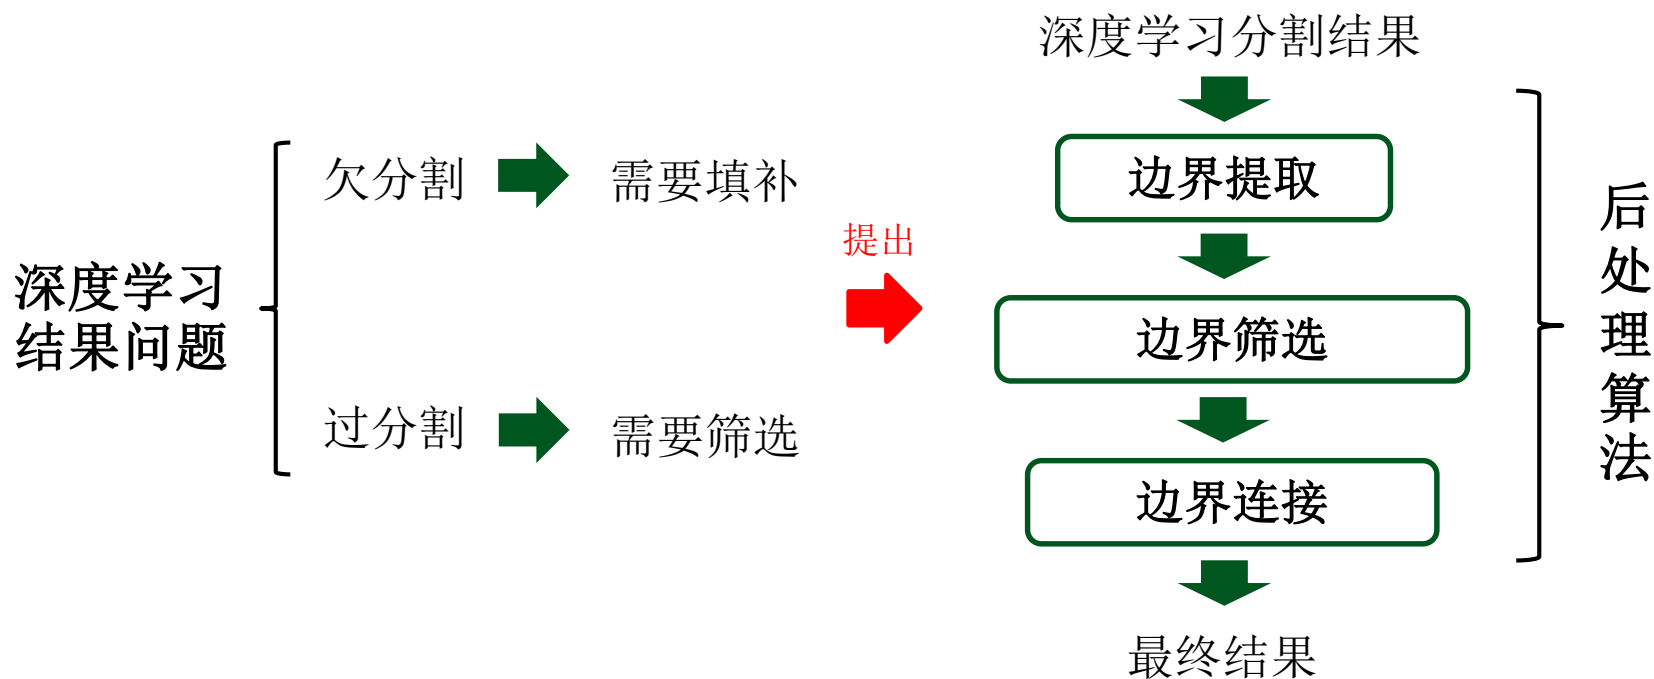 深度学习
结果问题
欠分割
需要填补
过分割
需要筛选
提出
深度学习分割结果
边界提取
边界筛选
边界连接
最终结果
后处理算法